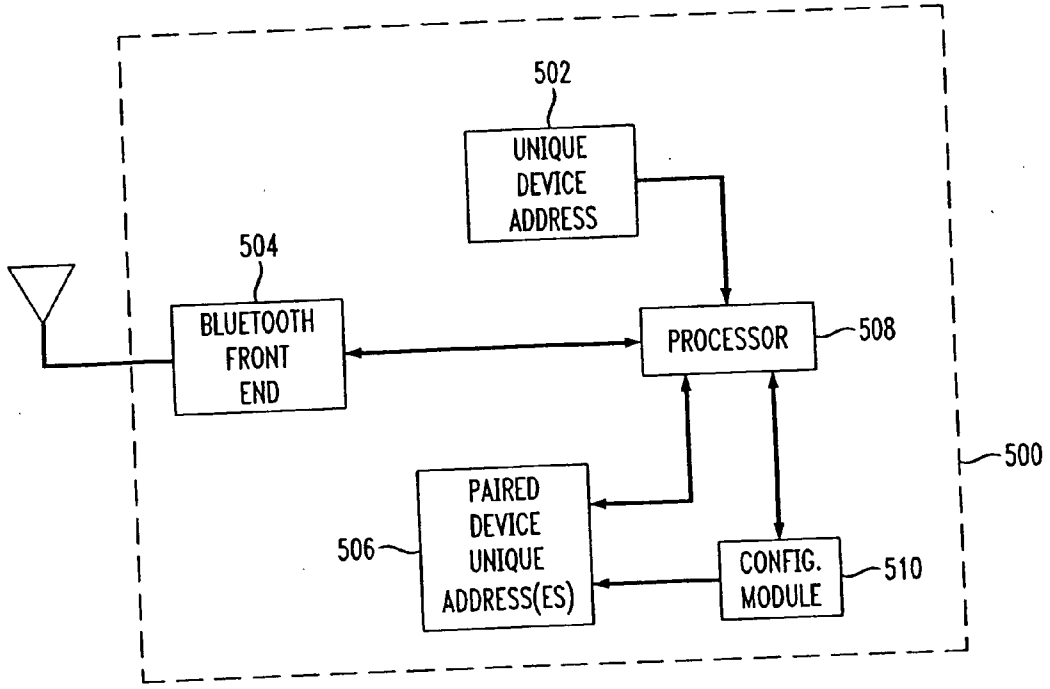 502
UNIQUE
DEVICE
ADDRESS
504
BLUETOOTH
FRONT
END
PROCESSOR
508
500
506
PAIRED
DEVICE
UNIQUE
ADDRESS(ES)
CONFIG.
MODULE
510